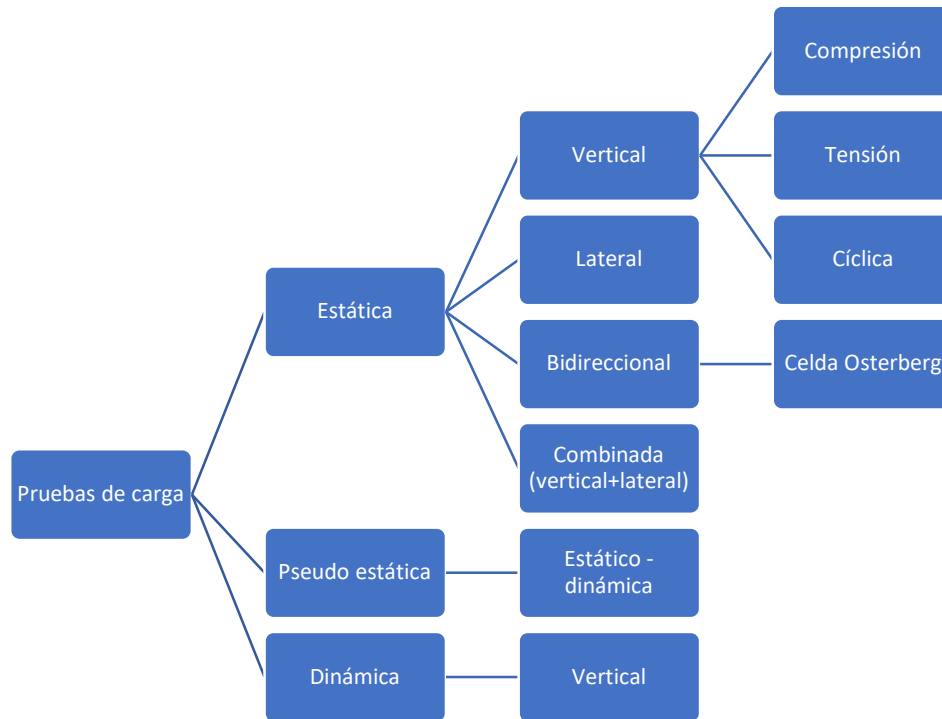 Compresión
Vertical
Tensión
Lateral
Cíclica
Estática
Bidireccional
Celda Osterberg
Combinada
(vertical+lateral)
Pruebas de carga
Pseudo estática
Estático -
dinámica
Dinámica
Vertical